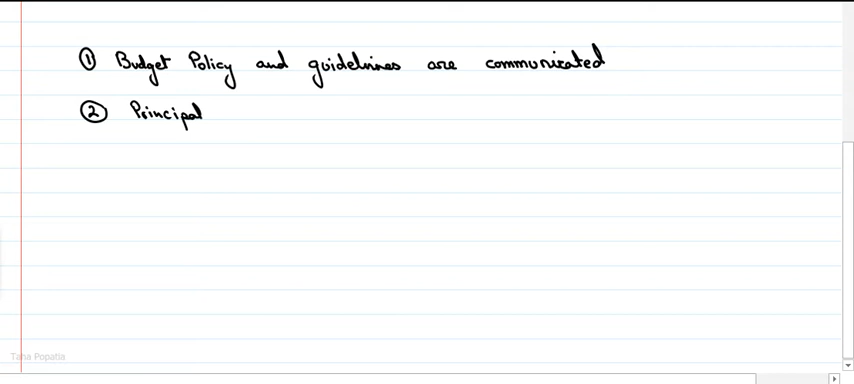 ① Budget Policy and guidelines are communicated
② Principal
Taha Popatia